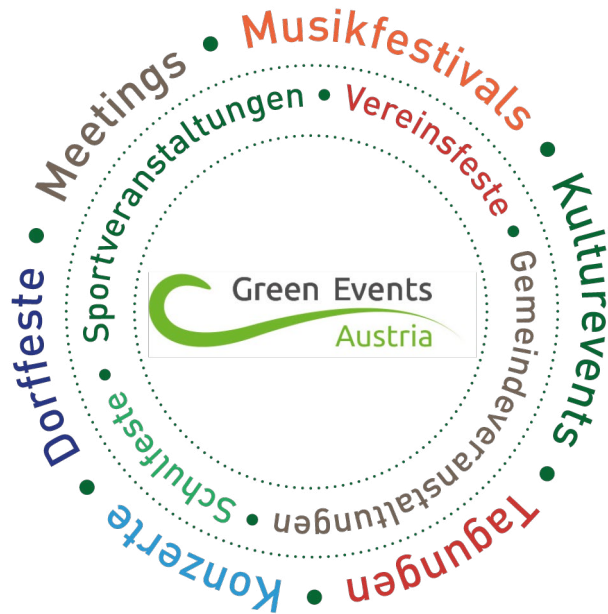 Meetings • Musikfestivals • Kulturevents • Tagungen • Konzerte • Dorffeste •
Sportveranstaltungen • Vereinsfeste • Gemeindeveranstaltungen • Schulfeste •
Green Events
Austria